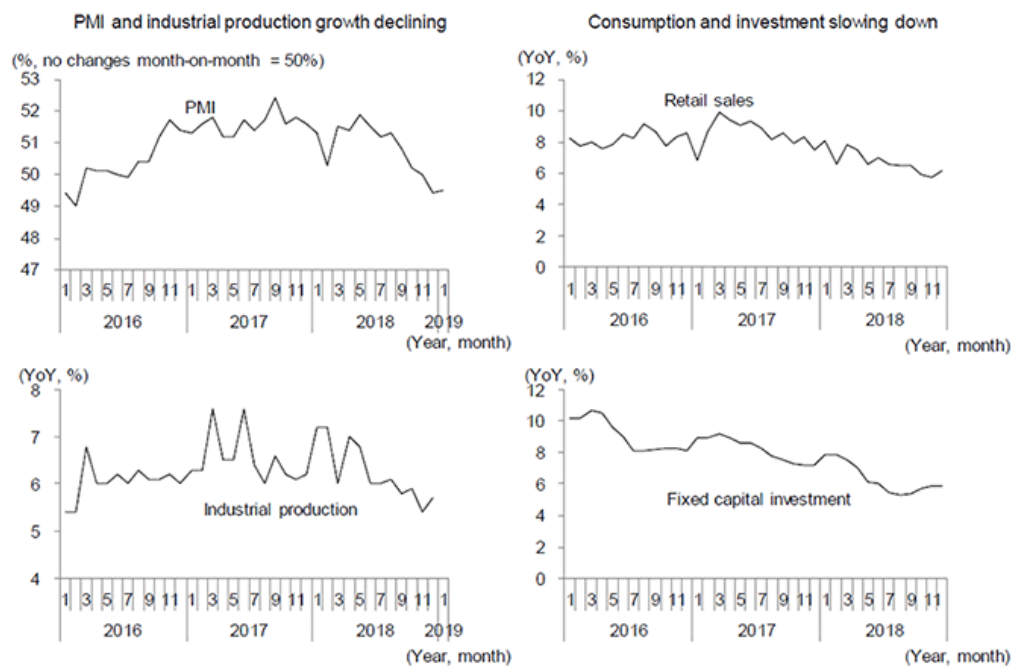 PMI and industrial production growth declining
(%, no changes month-on-month = 50%)
53
52
51
50
49
48
47
PMI
1 3 5 7 9 11 1 3 5 7 9 11 1 3 5 7 9 11 1
2016 2017 2018 2019
(Year, month)
Consumption and investment slowing down
(YoY, %)
12
10
8
6
4
2
0
Retail sales
1 3 5 7 9 11 1 3 5 7 9 11 1 3 5 7 9 11
2016 2017 2018
(Year, month)
(YoY, %)
8
7
6
5
4
Industrial production
1 3 5 7 9 11 1 3 5 7 9 11 1 3 5 7 9 11 1
2016 2017 2018 2019
(Year, month)
(YoY, %)
12
10
8
6
4
2
0
Fixed capital investment
1 3 5 7 9 11 1 3 5 7 9 11 1 3 5 7 9 11
2016 2017 2018
(Year, month)